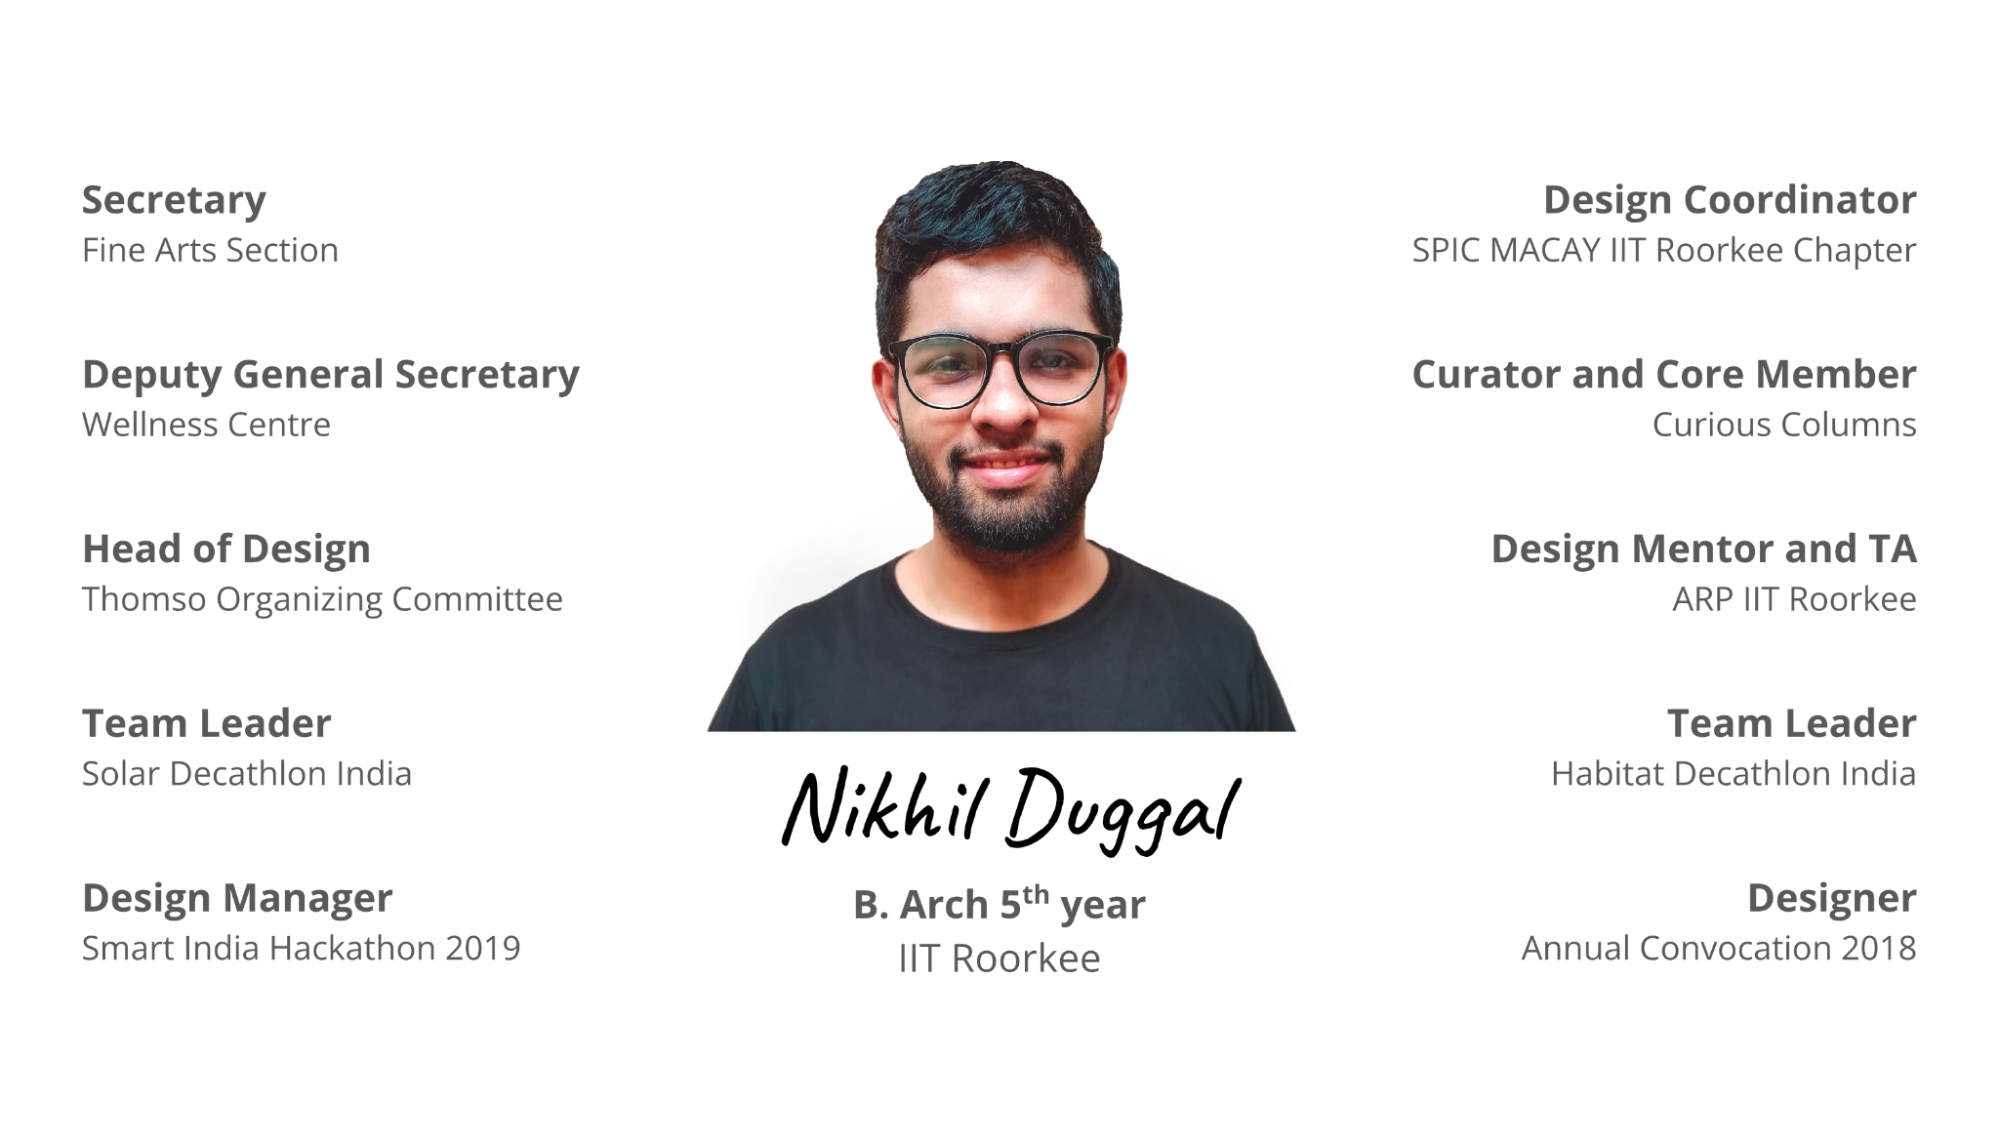 Secretary
Fine Arts Section
Deputy General Secretary
Wellness Centre
Head of Design
Thomso Organizing Committee
Team Leader
Solar Decathlon India
Design Manager
Smart India Hackathon 2019
Nikhil Duggal
B. Arch 5th year
IIT Roorkee
Design Coordinator
SPIC MACAY IIT Roorkee Chapter
Curator and Core Member
Curious Columns
Design Mentor and TA
ARP IIT Roorkee
Team Leader
Habitat Decathlon India
Designer
Annual Convocation 2018